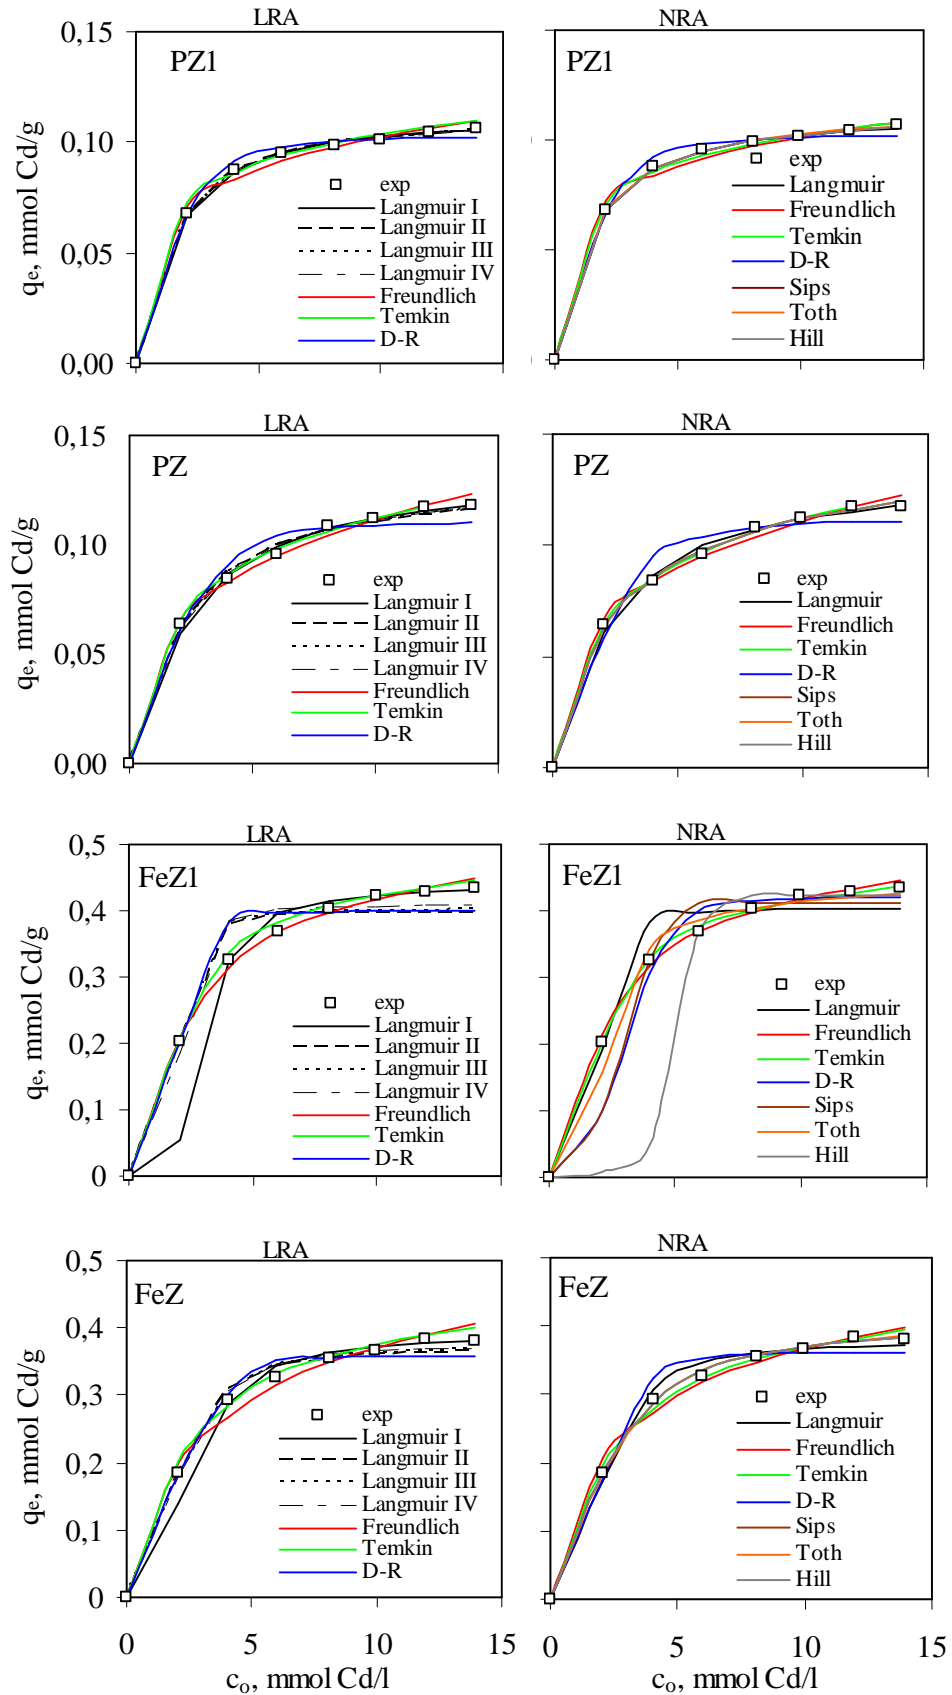 LRA
NRA
0,15
PZ1
PZ1
0,10
qe, mmol Cd/g
0,05
0,00
exp
Langmuir I
Langmuir II
Langmuir III
Langmuir IV
Freundlich
Temkin
D-R
exp
Langmuir
Freundlich
Temkin
D-R
Sips
Toth
Hill
LRA
NRA
0,15
PZ
PZ
0,10
qe, mmol Cd/g
0,05
0,00
exp
Langmuir I
Langmuir II
Langmuir III
Langmuir IV
Freundlich
Temkin
D-R
exp
Langmuir
Freundlich
Temkin
D-R
Sips
Toth
Hill
LRA
NRA
0,5
FeZ1
FeZ1
0,4
0,3
qe, mmol Cd/g
0,2
0,1
0
exp
Langmuir I
Langmuir II
Langmuir III
Langmuir IV
Freundlich
Temkin
D-R
exp
Langmuir
Freundlich
Temkin
D-R
Sips
Toth
Hill
LRA
NRA
0,5
FeZ
FeZ
0,4
0,3
qe, mmol Cd/g
0,2
0,1
0
exp
Langmuir I
Langmuir II
Langmuir III
Langmuir IV
Freundlich
Temkin
D-R
exp
Langmuir
Freundlich
Temkin
D-R
Sips
Toth
Hill
0 5 10 15
0 5 10 15
co, mmol Cd/l
co, mmol Cd/l